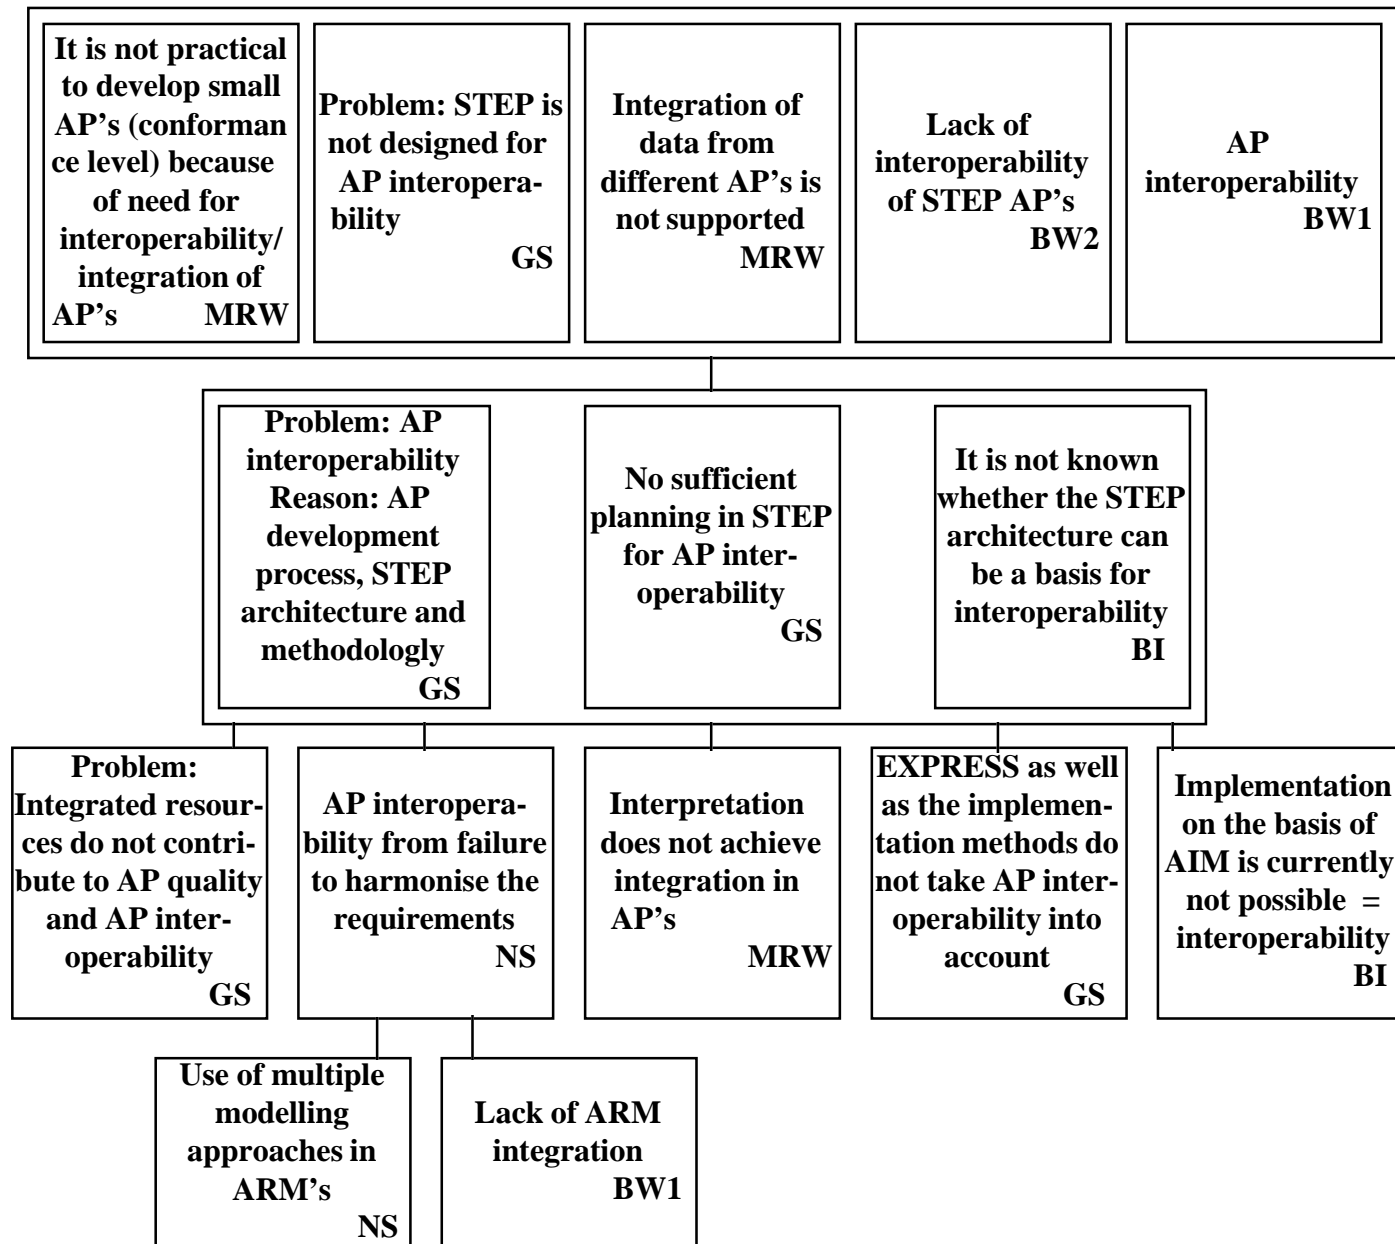 It is not practical
to develop small
AP's (conforman
ce level) because
of need for
interoperability/
integration of
AP's MRW
Problem: STEP is
not designed for
AP interopera-
bility
GS
Integration of
data from
different AP's is
not supported
MRW
Lack of
interoperability
of STEP AP's
BW2
AP
interoperability
BW1
Problem: AP
interoperability
Reason: AP
development
process, STEP
architecture and
methodologly
GS
No sufficient
planning in STEP
for AP inter-
operability
GS
It is not known
whether the STEP
architecture can
be a basis for
interoperability
BI
Problem:
Integrated resour-
ces do not contri-
bute to AP quality
and AP inter-
operability
GS
AP interopera-
bility from failure
to harmonise the
requirements
NS
Interpretation
does not achieve
integration in
AP's
MRW
EXPRESS as well
as the implemen-
tation methods do
not take AP inter-
operability into
account
GS
Implementation
on the basis of
AIM is currently
not possible =
interoperability
BI
Use of multiple
modelling
approaches in
ARM's
NS
Lack of ARM
integration
BW1